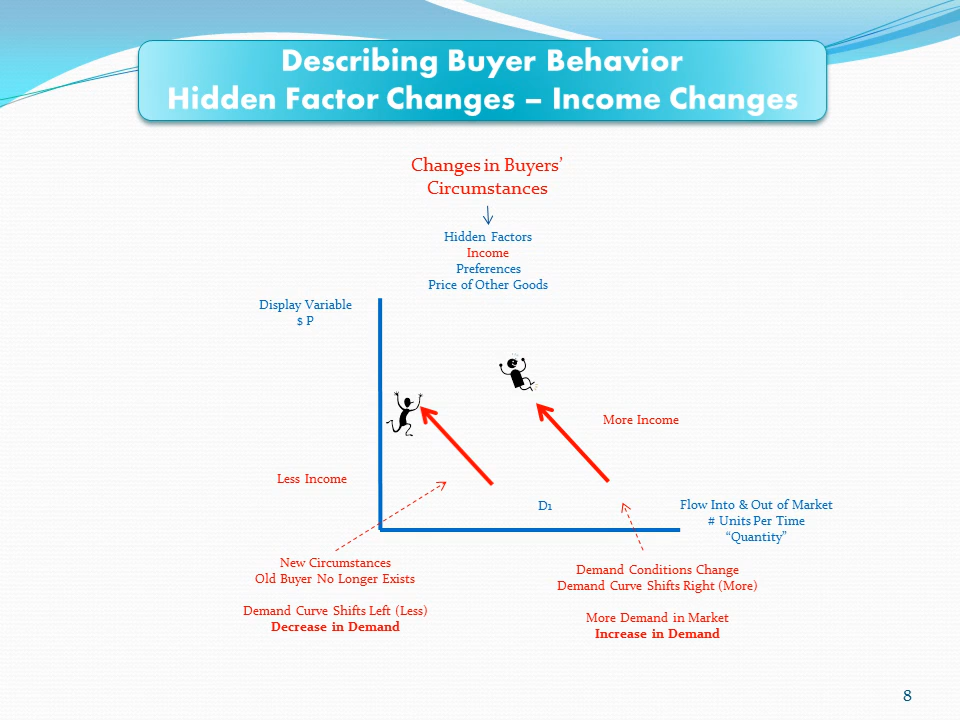 Describing Buyer Behavior
Hidden Factor Changes – Income Changes
Changes in Buyers’
Circumstances
Hidden Factors
Income
Preferences
Price of Other Goods
Display Variable
$ P
More Income
Less Income
D1
Flow Into & Out of Market
# Units Per Time
“Quantity”
New Circumstances
Old Buyer No Longer Exists
Demand Curve Shifts Left (Less)
Decrease in Demand
Demand Conditions Change
Demand Curve Shifts Right (More)
More Demand in Market
Increase in Demand
8